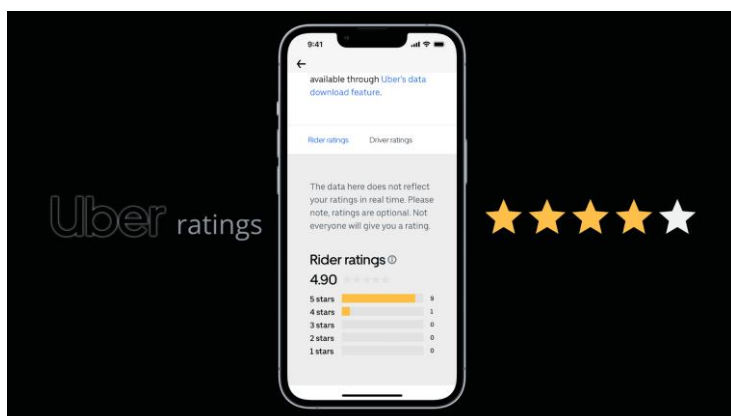 Uber ratings
9:41
available through Uber's data
download feature.
Rider ratings Driver ratings
The data here does not reflect
your ratings in real time. Please
note, ratings are optional. Not
everyone will give you a rating.
Rider ratings
4.90
5 stars 9
4 stars 1
3 stars 0
2 stars 0
1 stars 0